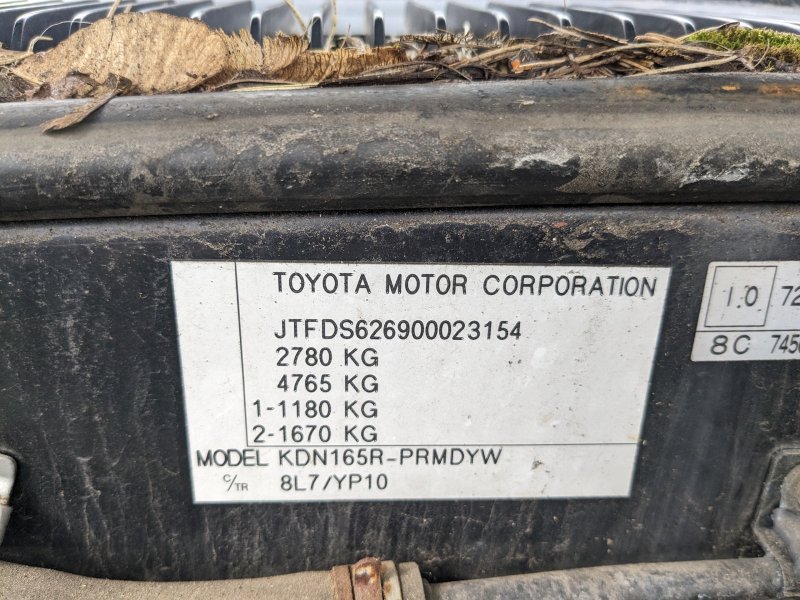 TOYOTA MOTOR CORPORATION
JTFDS626900023154
2780 KG
4765 KG
1-1180 KG
2-1670 KG
MODEL KDN165R-PRMDYW
C/TR 8L7/YP10
1.0
8C